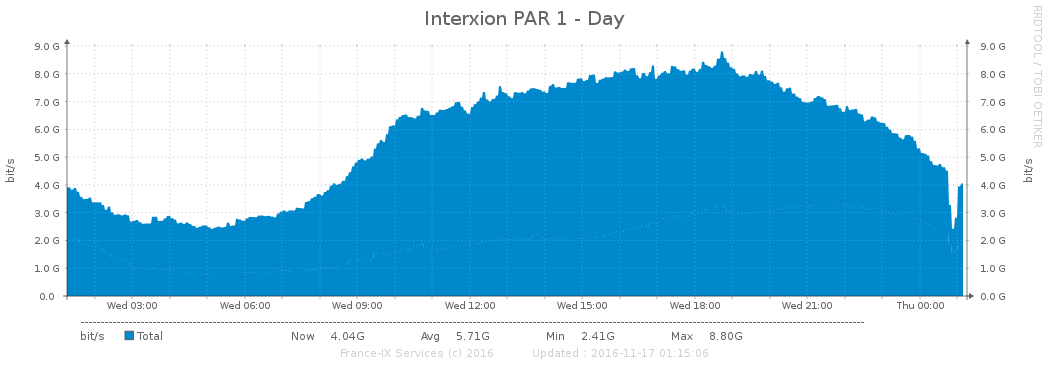 Interxion PAR 1 - Day
RRDTOOL / TOBI OETIKER
9.0 G 9.0 G
8.0 G 8.0 G
7.0 G 7.0 G
6.0 G 6.0 G
5.0 G 5.0 G
4.0 G 4.0 G
3.0 G 3.0 G
2.0 G 2.0 G
1.0 G 1.0 G
0.0 0.0 G
bit/s
bit/s
Wed 03:00 Wed 06:00 Wed 09:00 Wed 12:00 Wed 15:00 Wed 18:00 Wed 21:00 Thu 00:00
bit/s Total Now 4.04G Avg 5.71G Min 2.41G Max 8.80G
France-IX Services (c) 2016 Updated : 2016-11-17 01:15:06